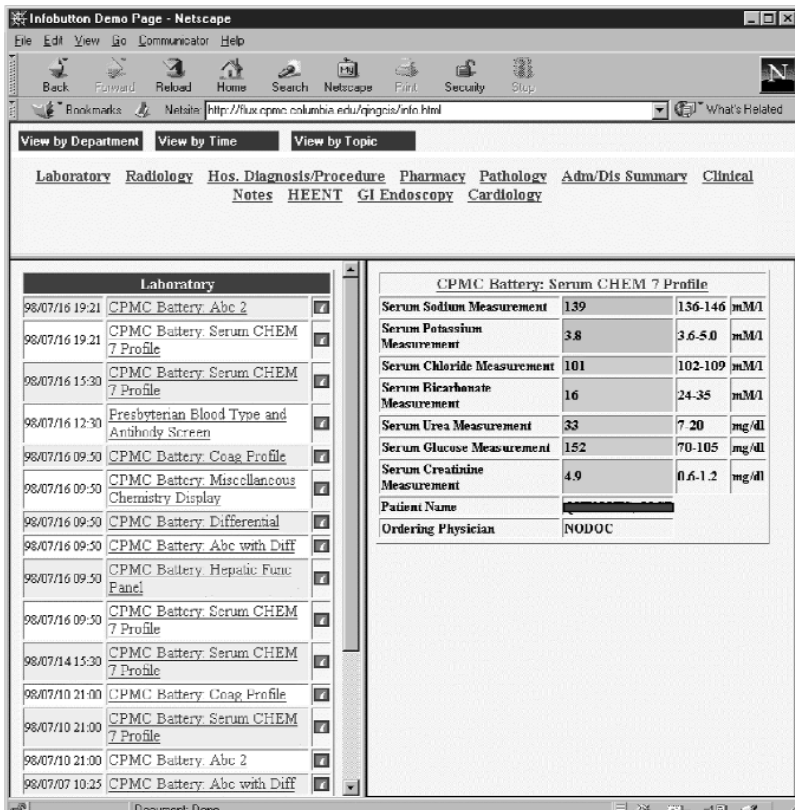 Infobutton Demo Page - Netscape
File Edit View Go Communicator Help
Back Forward Reload Home Search Netscape Print Security Stop
Bookmarks Netsite: http://flux.cpmc.columbia.edu/qingcis/info.html What's Related
View by Department View by Time View by Topic
Laboratory Radiology Hos. Diagnosis/Procedure Pharmacy Pathology Adm/Dis Summary Clinical
Notes HEENT GI Endoscopy Cardiology
Laboratory
98/07/16 19:21 CPMC Battery: Abc 2
98/07/16 19:21 CPMC Battery: Serum CHEM
7 Profile
98/07/16 15:30 CPMC Battery: Serum CHEM
7 Profile
98/07/16 12:30 Presbyterian Blood Type and
Antibody Screen
98/07/16 09:50 CPMC Battery: Coag Profile
98/07/16 09:50 CPMC Battery: Miscellaneous
Chemistry Display
98/07/16 09:50 CPMC Battery: Differential
98/07/16 09:50 CPMC Battery: Abc with Diff
98/07/16 09:50 CPMC Battery: Hepatic Func
Panel
98/07/16 09:50 CPMC Battery: Serum CHEM
7 Profile
98/07/14 15:30 CPMC Battery: Serum CHEM
7 Profile
98/07/10 21:00 CPMC Battery: Coag Profile
98/07/10 21:00 CPMC Battery: Serum CHEM
7 Profile
98/07/10 21:00 CPMC Battery: Abc 2
98/07/07 10:25 CPMC Battery: Abc with Diff
CPMC Battery: Serum CHEM 7 Profile
Serum Sodium Measurement 139 136-146 mM/l
Serum Potassium
Measurement 3.8 3.6-5.0 mM/l
Serum Chloride Measurement 101 102-109 mM/l
Serum Bicarbonate
Measurement 16 24-35 mM/l
Serum Urea Measurement 33 7-20 mg/dl
Serum Glucose Measurement 152 70-105 mg/dl
Serum Creatinine
Measurement 4.9 0.6-1.2 mg/dl
Patient Name
Ordering Physician NODOC
Document: Done